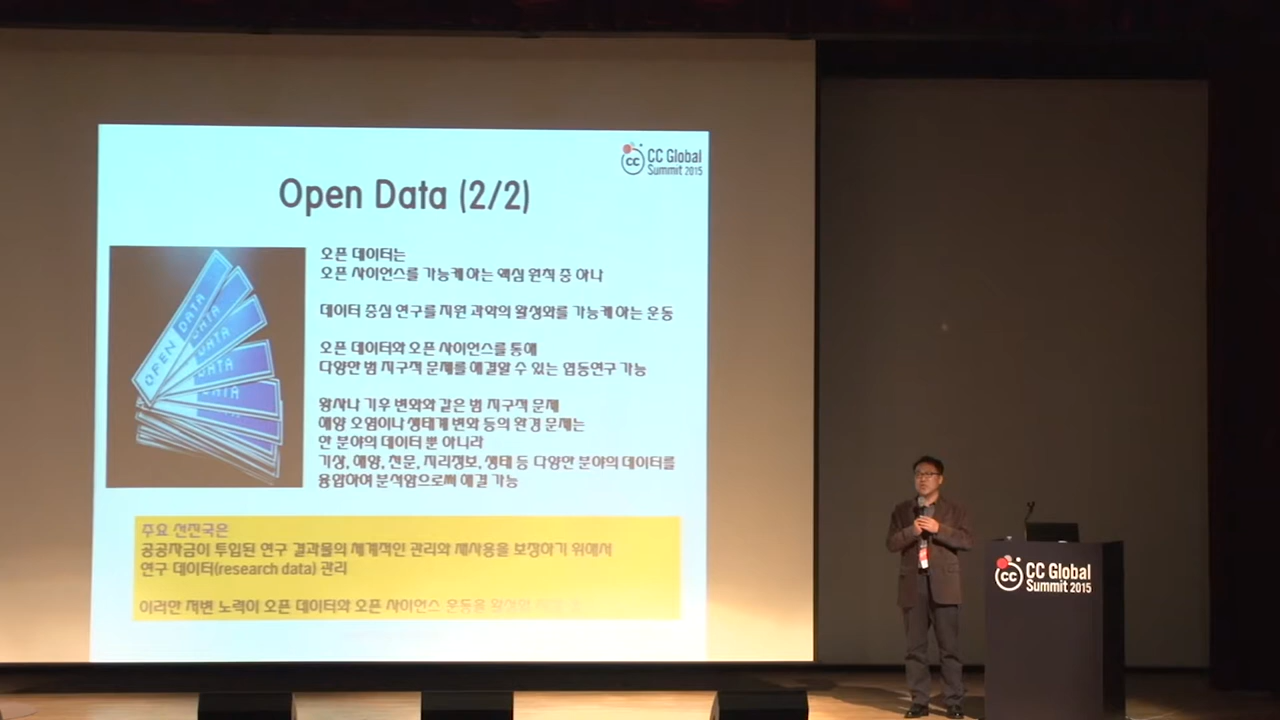 CC Global
Summit 2015
Open Data (2/2)
OPEN DATA
DATA
DATA
DATA
DATA
오픈 데이터는
오픈 사이언스를 가능케 하는 핵심 원칙 중 하나
데이터 중심 연구를 지원 과학의 활성화를 가능케 하는 운동
오픈 데이터와 오픈 사이언스를 통해
다양한 범 지구적 문제를 해결할 수 있는 협동연구 가능
황사나 기후 변화와 같은 범 지구적 문제
해양 오염이나 생태계 변화 등의 환경 문제는
한 분야의 데이터 뿐 아니라
기상, 해양, 천문, 지리정보, 생태 등 다양한 분야의 데이터를
융합하여 분석함으로써 해결 가능
주요 선진국은
공공자금이 투입된 연구 결과물의 체계적인 관리와 재사용을 보장하기 위해서
연구 데이터(research data) 관리
이러한 저변 노력이 오픈 데이터와 오픈 사이언스 운동을
CC Global
Summit 2015